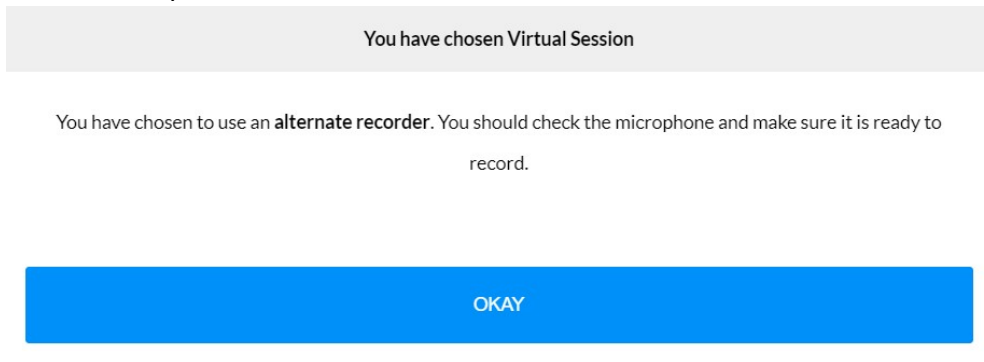 You have chosen Virtual Session
You have chosen to use an alternate recorder. You should check the microphone and make sure it is ready to
record.
OKAY